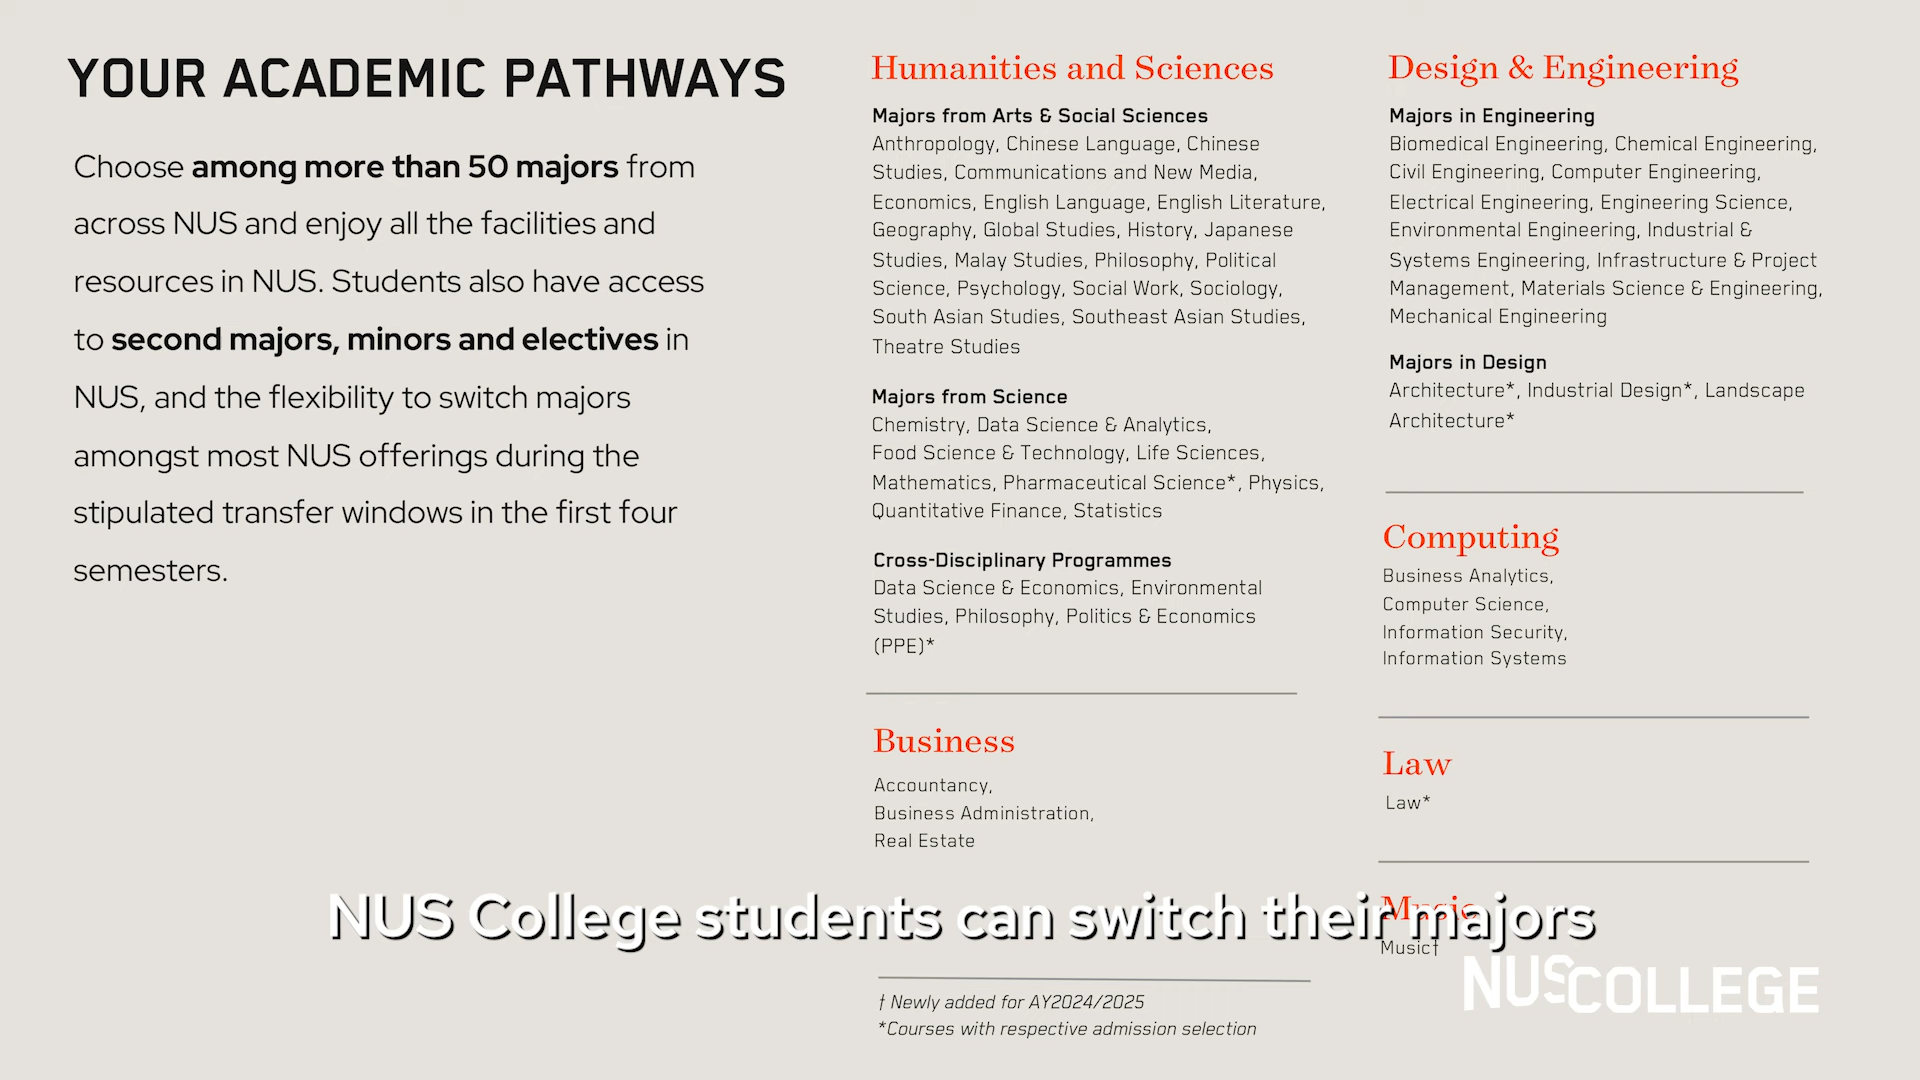 YOUR ACADEMIC PATHWAYS
Choose among more than 50 majors from
across NUS and enjoy all the facilities and
resources in NUS. Students also have access
to second majors, minors and electives in
NUS, and the flexibility to switch majors
amongst most NUS offerings during the
stipulated transfer windows in the first four
semesters.
Humanities and Sciences
Majors from Arts & Social Sciences
Anthropology, Chinese Language, Chinese
Studies, Communications and New Media,
Economics, English Language, English Literature,
Geography, Global Studies, History, Japanese
Studies, Malay Studies, Philosophy, Political
Science, Psychology, Social Work, Sociology,
South Asian Studies, Southeast Asian Studies,
Theatre Studies
Majors from Science
Chemistry, Data Science & Analytics,
Food Science & Technology, Life Sciences,
Mathematics, Pharmaceutical Science*, Physics,
Quantitative Finance, Statistics
Cross-Disciplinary Programmes
Data Science & Economics, Environmental
Studies, Philosophy, Politics & Economics
(PPE)*
Business
Accountancy,
Business Administration,
Real Estate
† Newly added for AY2024/2025
*Courses with respective admission selection
Design & Engineering
Majors in Engineering
Biomedical Engineering, Chemical Engineering,
Civil Engineering, Computer Engineering,
Electrical Engineering, Engineering Science,
Environmental Engineering, Industrial &
Systems Engineering, Infrastructure & Project
Management, Materials Science & Engineering,
Mechanical Engineering
Majors in Design
Architecture*, Industrial Design*, Landscape
Architecture*
Computing
Business Analytics,
Computer Science,
Information Security,
Information Systems
Law
Law*
Music
Music†
NUS College students can switch their majors
NUS COLLEGE